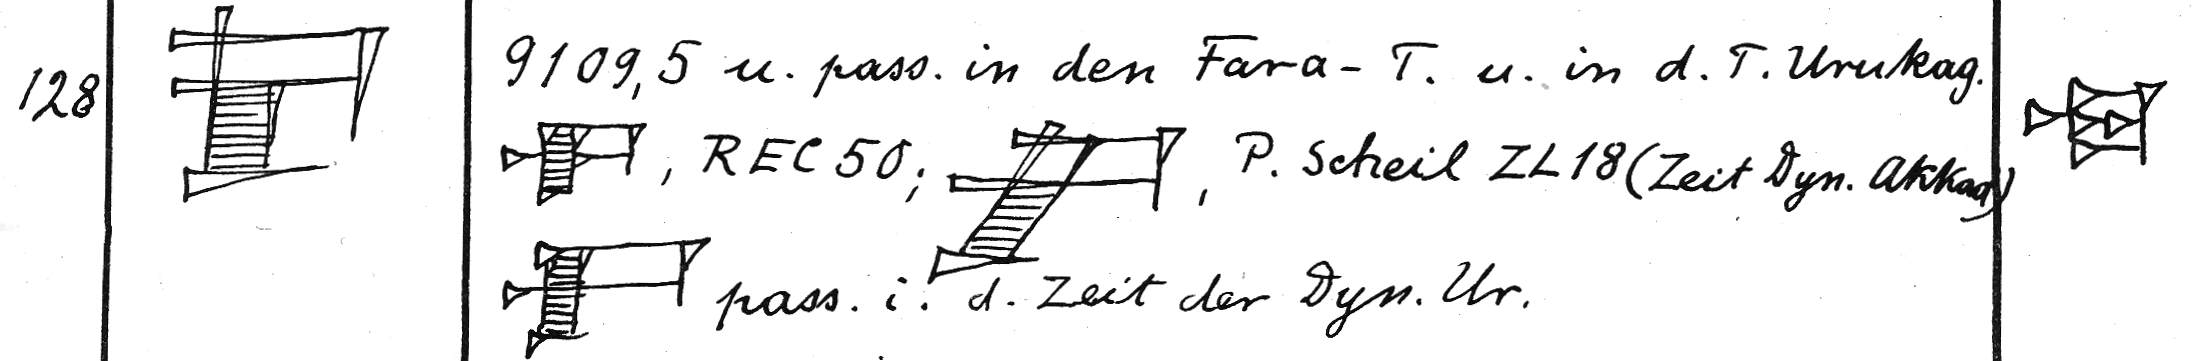 128
9109,5 u. pass. in den Fara-T. u. in d. T. Urukag.
, REC 50; , P. Scheil ZL 18 (Zeit Dyn. Akkad)
pass. i. d. Zeit der Dyn. Ur.